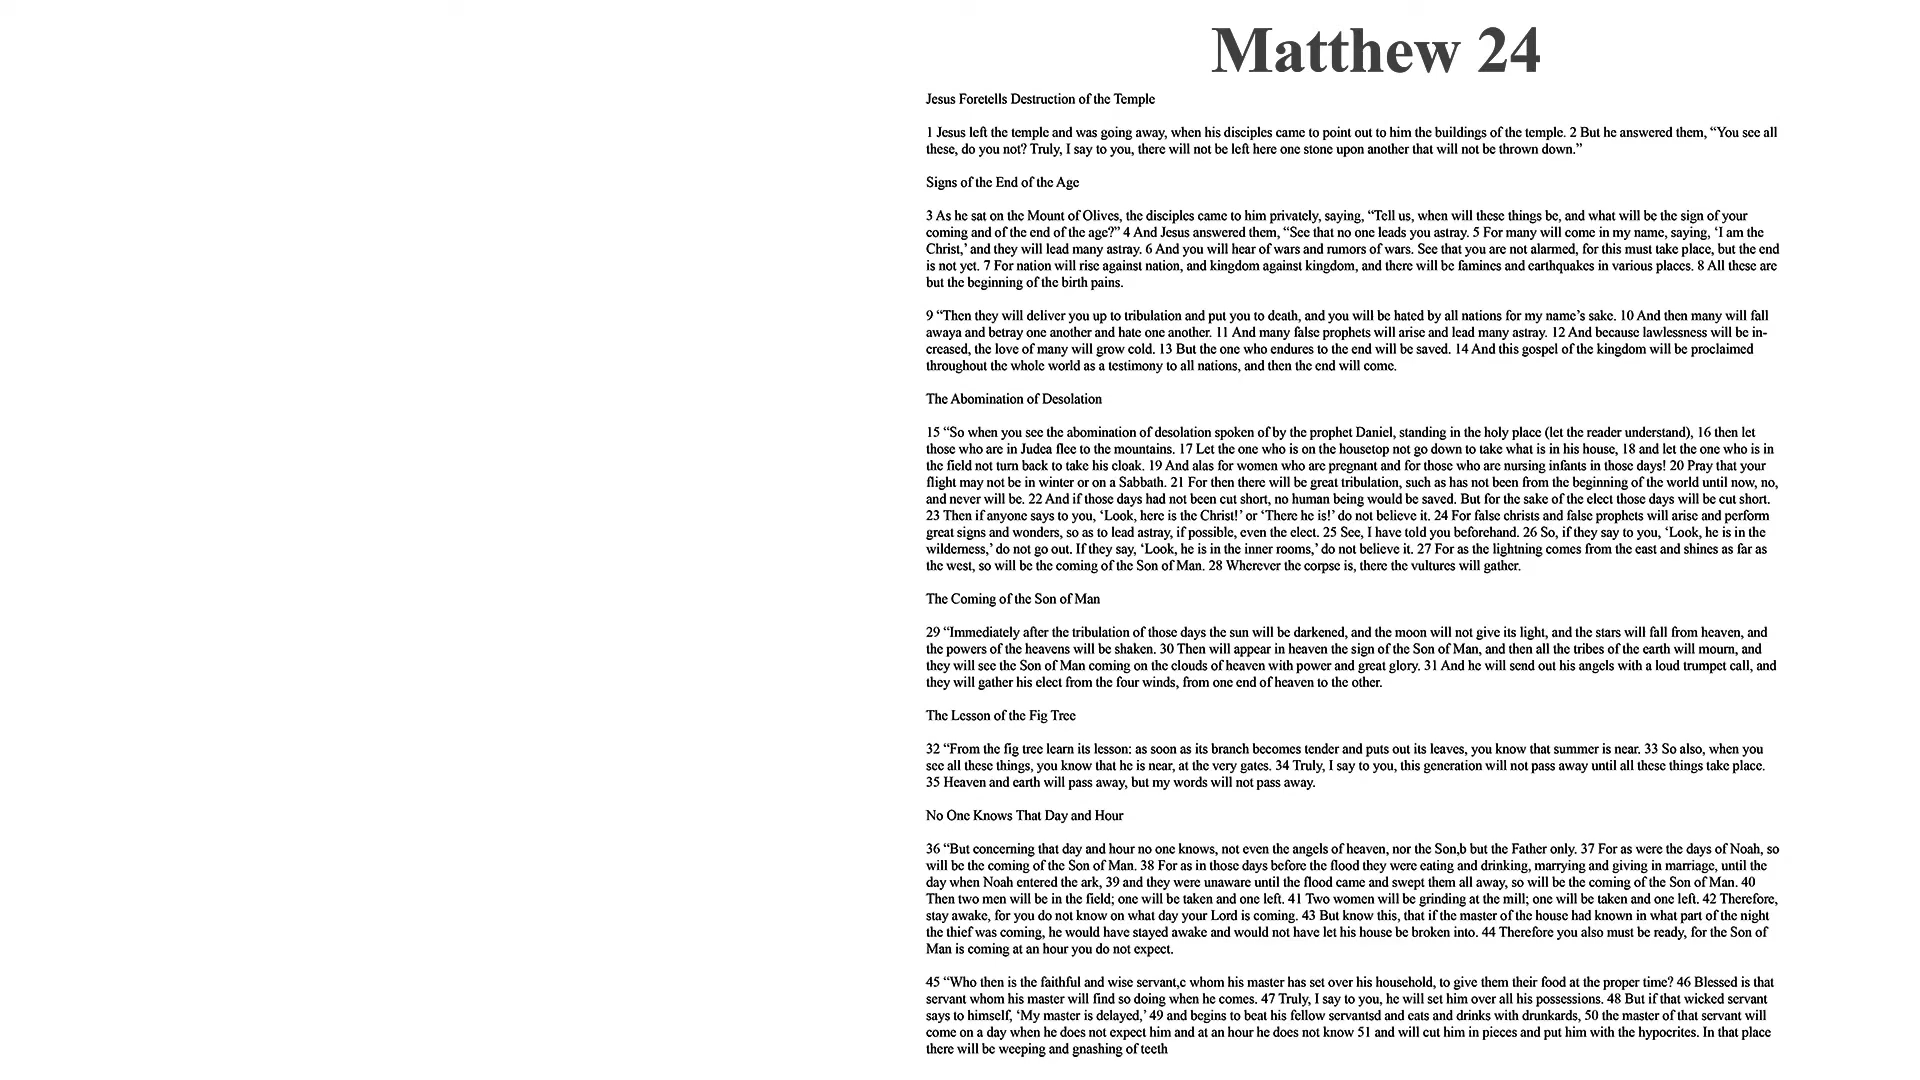 Matthew 24
Jesus Foretells Destruction of the Temple
1 Jesus left the temple and was going away, when his disciples came to point out to him the buildings of the temple. 2 But he answered them, “You see all
these, do you not? Truly, I say to you, there will not be left here one stone upon another that will not be thrown down.”
Signs of the End of the Age
3 As he sat on the Mount of Olives, the disciples came to him privately, saying, “Tell us, when will these things be, and what will be the sign of your
coming and of the end of the age?” 4 And Jesus answered them, “See that no one leads you astray. 5 For many will come in my name, saying, ‘I am the
Christ,’ and they will lead many astray. 6 And you will hear of wars and rumors of wars. See that you are not alarmed, for this must take place, but the end
is not yet. 7 For nation will rise against nation, and kingdom against kingdom, and there will be famines and earthquakes in various places. 8 All these are
but the beginning of the birth pains.
9 “Then they will deliver you up to tribulation and put you to death, and you will be hated by all nations for my name’s sake. 10 And then many will fall
awaya and betray one another and hate one another. 11 And many false prophets will arise and lead many astray. 12 And because lawlessness will be in-
creased, the love of many will grow cold. 13 But the one who endures to the end will be saved. 14 And this gospel of the kingdom will be proclaimed
throughout the whole world as a testimony to all nations, and then the end will come.
The Abomination of Desolation
15 “So when you see the abomination of desolation spoken of by the prophet Daniel, standing in the holy place (let the reader understand), 16 then let
those who are in Judea flee to the mountains. 17 Let the one who is on the housetop not go down to take what is in his house, 18 and let the one who is in
the field not turn back to take his cloak. 19 And alas for women who are pregnant and for those who are nursing infants in those days! 20 Pray that your
flight may not be in winter or on a Sabbath. 21 For then there will be great tribulation, such as has not been from the beginning of the world until now, no,
and never will be. 22 And if those days had not been cut short, no human being would be saved. But for the sake of the elect those days will be cut short.
23 Then if anyone says to you, ‘Look, here is the Christ!’ or ‘There he is!’ do not believe it. 24 For false christs and false prophets will arise and perform
great signs and wonders, so as to lead astray, if possible, even the elect. 25 See, I have told you beforehand. 26 So, if they say to you, ‘Look, he is in the
wilderness,’ do not go out. If they say, ‘Look, he is in the inner rooms,’ do not believe it. 27 For as the lightning comes from the east and shines as far as
the west, so will be the coming of the Son of Man. 28 Wherever the corpse is, there the vultures will gather.
The Coming of the Son of Man
29 “Immediately after the tribulation of those days the sun will be darkened, and the moon will not give its light, and the stars will fall from heaven, and
the powers of the heavens will be shaken. 30 Then will appear in heaven the sign of the Son of Man, and then all the tribes of the earth will mourn, and
they will see the Son of Man coming on the clouds of heaven with power and great glory. 31 And he will send out his angels with a loud trumpet call, and
they will gather his elect from the four winds, from one end of heaven to the other.
The Lesson of the Fig Tree
32 “From the fig tree learn its lesson: as soon as its branch becomes tender and puts out its leaves, you know that summer is near. 33 So also, when you
see all these things, you know that he is near, at the very gates. 34 Truly, I say to you, this generation will not pass away until all these things take place.
35 Heaven and earth will pass away, but my words will not pass away.
No One Knows That Day and Hour
36 “But concerning that day and hour no one knows, not even the angels of heaven, nor the Son,b but the Father only. 37 For as were the days of Noah, so
will be the coming of the Son of Man. 38 For as in those days before the flood they were eating and drinking, marrying and giving in marriage, until the
day when Noah entered the ark, 39 and they were unaware until the flood came and swept them all away, so will be the coming of the Son of Man. 40
Then two men will be in the field; one will be taken and one left. 41 Two women will be grinding at the mill; one will be taken and one left. 42 Therefore,
stay awake, for you do not know on what day your Lord is coming. 43 But know this, that if the master of the house had known in what part of the night
the thief was coming, he would have stayed awake and would not have let his house be broken into. 44 Therefore you also must be ready, for the Son of
Man is coming at an hour you do not expect.
45 “Who then is the faithful and wise servant,c whom his master has set over his household, to give them their food at the proper time? 46 Blessed is that
servant whom his master will find so doing when he comes. 47 Truly, I say to you, he will set him over all his possessions. 48 But if that wicked servant
says to himself, ‘My master is delayed,’ 49 and begins to beat his fellow servantsd and eats and drinks with drunkards, 50 the master of that servant will
come on a day when he does not expect him and at an hour he does not know 51 and will cut him in pieces and put him with the hypocrites. In that place
there will be weeping and gnashing of teeth